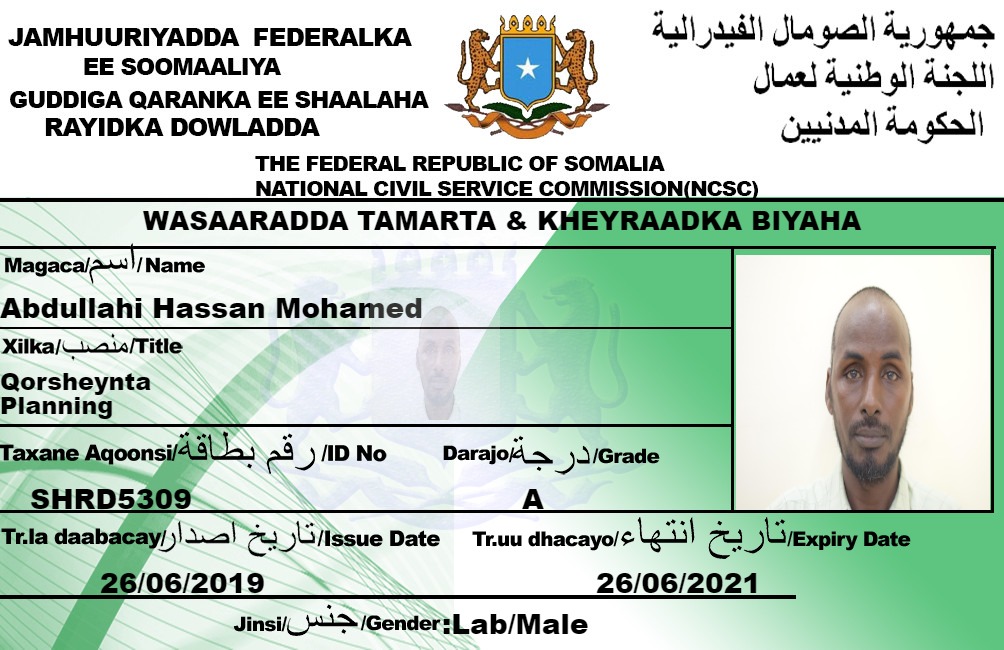 JAMHUURIYADDA FEDERALKA
EE SOOMAALIYA
GUDDIGA QARANKA EE SHAALAHA
RAYIDKA DOWLADDA
جمهورية الصومال الفيدرالية
اللجنة الوطنية لعمال
الحكومة المدنيين
THE FEDERAL REPUBLIC OF SOMALIA
NATIONAL CIVIL SERVICE COMMISSION(NCSC)
WASAARADDA TAMARTA & KHEYRAADKA BIYAHA
Magaca/اسم/Name
Abdullahi Hassan Mohamed
Xilka/منصب/Title
Qorsheynta
Planning
Taxane Aqoonsi/رقم بطاقة/ID No
Darajo/درجة/Grade
SHRD5309
A
Tr.la daabacay/تاريخ اصدار/Issue Date
Tr.uu dhacayo/تاريخ انتهاء/Expiry Date
26/06/2019
26/06/2021
Jinsi/جنس/Gender:Lab/Male